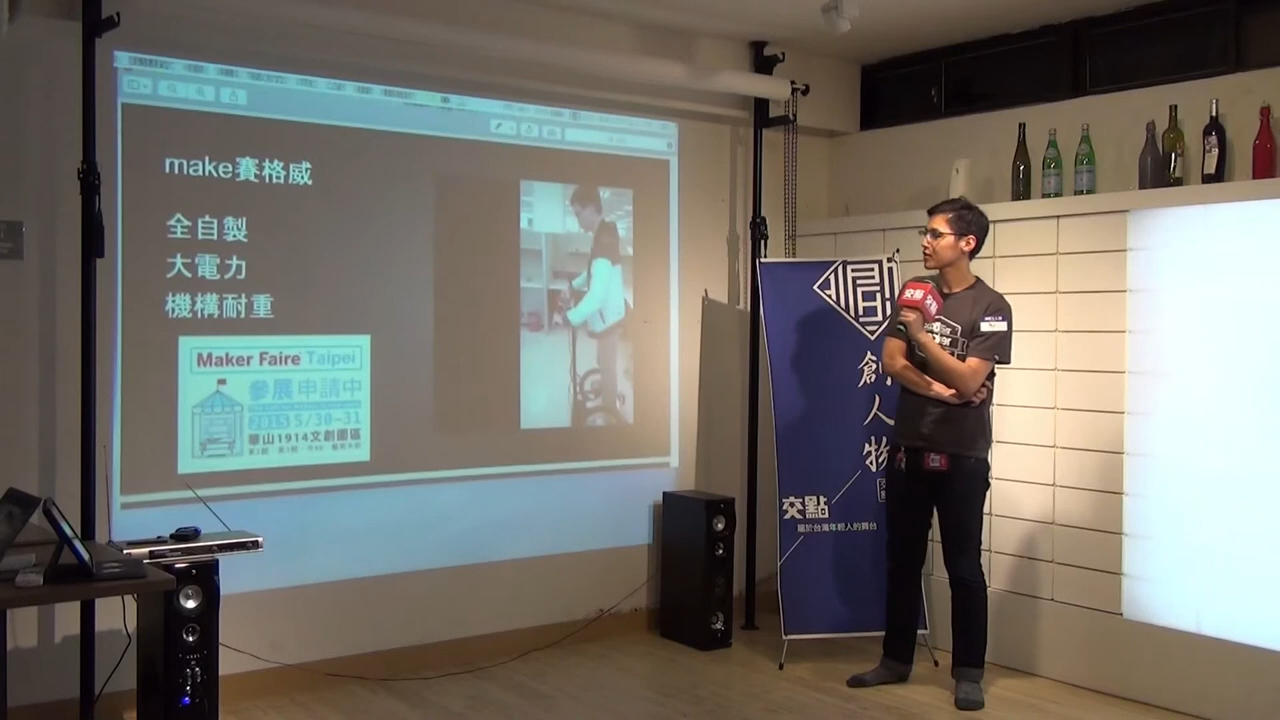 make賽格威
全自製
大電力
機構耐重
Maker Faire Taipei
參展申請中
2015 5/30-31
華山1914文創園區
交點
創人物
交點
屬於台灣年輕人的舞台